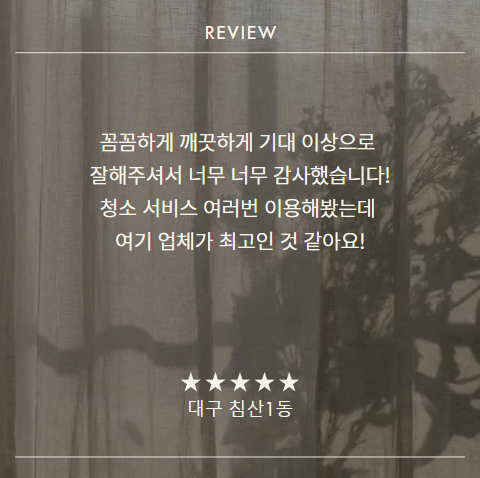 REVIEW
꼼꼼하게 깨끗하게 기대 이상으로
잘해주셔서 너무 너무 감사했습니다!
청소 서비스 여러번 이용해봤는데
여기 업체가 최고인 것 같아요!
★★★★★
대구 침산1동